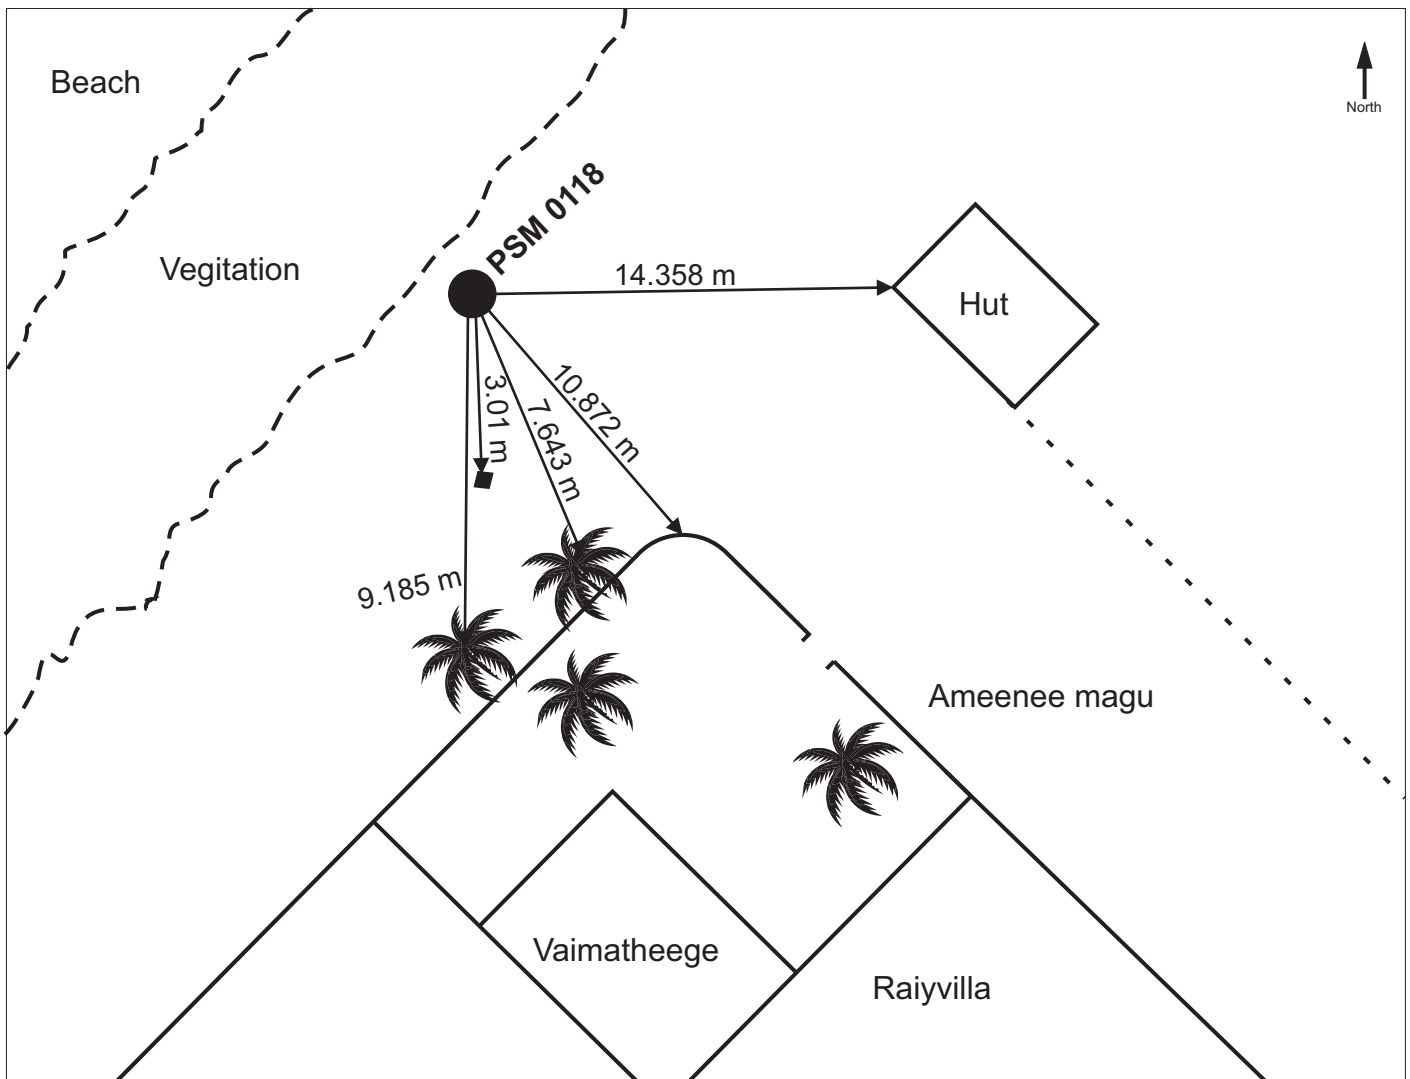 Beach
North
PSM 0118
Vegitation
14.358 m
Hut
3.01 m
7.643 m
10.872 m
9.185 m
Ameenee magu
Vaimatheege
Raiyvilla